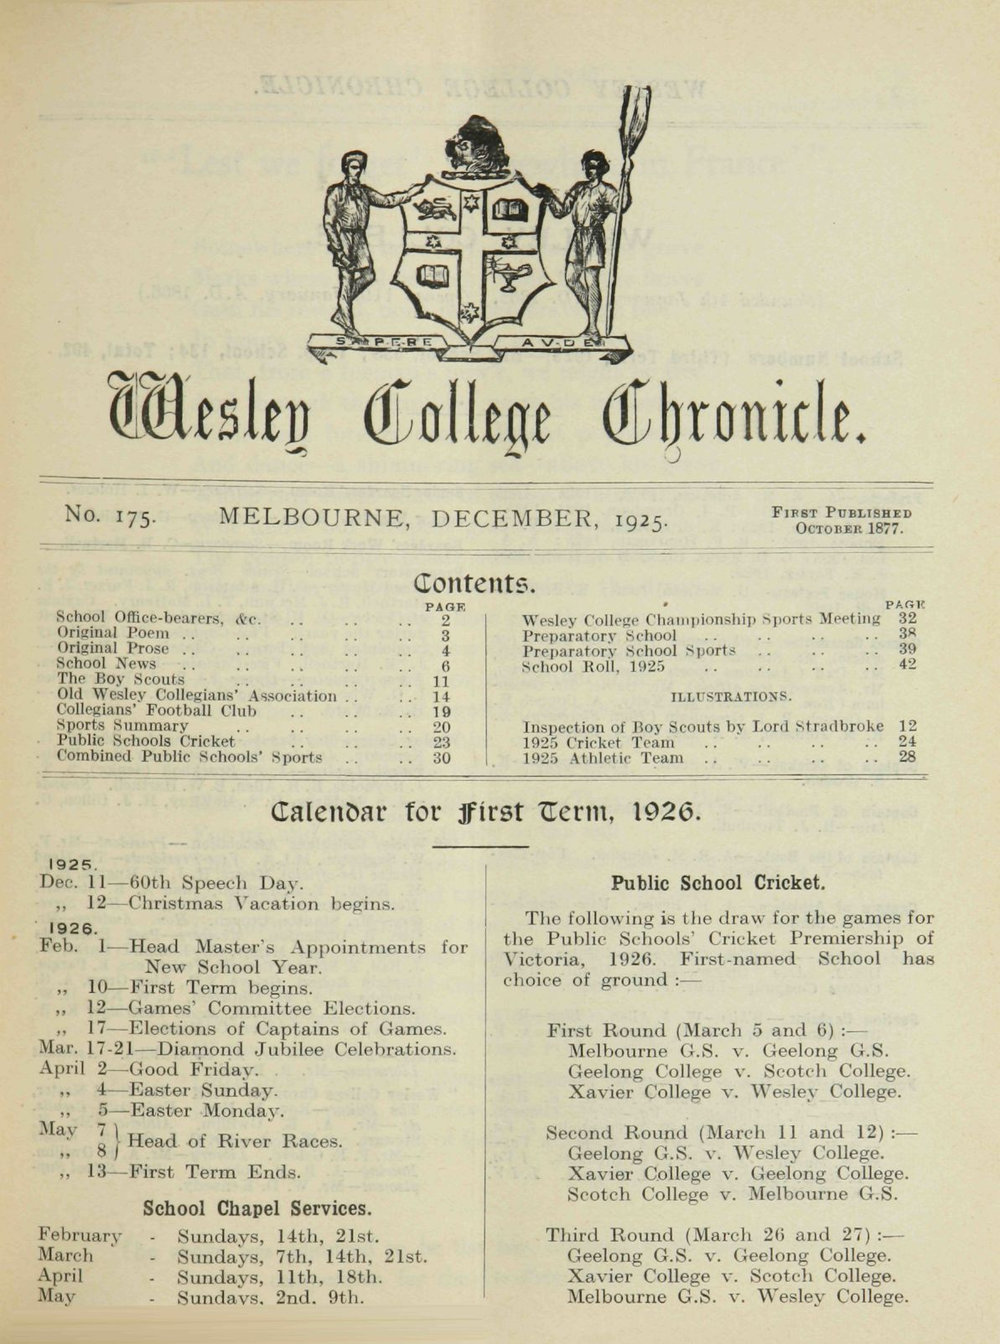 SAPERE AVDE
Wesley College Chronicle.
No. 175. MELBOURNE, DECEMBER, 1925. FIRST PUBLISHED
OCTOBER 1877.
Contents.
PAGE
School Office-bearers, &c. .. .. .. 2
Original Poem .. .. .. .. .. 3
Original Prose .. .. .. .. .. 4
School News .. .. .. .. .. 6
The Boy Scouts .. .. .. .. 11
Old Wesley Collegians' Association .. .. 14
Collegians' Football Club .. .. .. 19
Sports Summary .. .. .. .. 20
Public Schools Cricket .. .. .. 23
Combined Public Schools' Sports .. .. 30
PAGE
Wesley College Championship Sports Meeting 32
Preparatory School .. .. .. .. 38
Preparatory School Sports .. .. .. 39
School Roll, 1925 .. .. .. .. 42
ILLUSTRATIONS.
Inspection of Boy Scouts by Lord Stradbroke 12
1925 Cricket Team .. .. .. .. 24
1925 Athletic Team .. .. .. .. 28
Calendar for First Term, 1926.
1925.
Dec. 11—60th Speech Day.
„ 12—Christmas Vacation begins.
1926.
Feb. 1—Head Master's Appointments for
New School Year.
„ 10—First Term begins.
„ 12—Games' Committee Elections.
„ 17—Elections of Captains of Games.
Mar. 17-21—Diamond Jubilee Celebrations.
April 2—Good Friday.
„ 4—Easter Sunday.
„ 5—Easter Monday.
May 7
„ 8 } Head of River Races.
„ 13—First Term Ends.
School Chapel Services.
February - Sundays, 14th, 21st.
March - Sundays, 7th, 14th, 21st.
April - Sundays, 11th, 18th.
May - Sundays, 2nd, 9th.
Public School Cricket.
The following is the draw for the games for
the Public Schools' Cricket Premiership of
Victoria, 1926. First-named School has
choice of ground :—
First Round (March 5 and 6) :—
Melbourne G.S. v. Geelong G.S.
Geelong College v. Scotch College.
Xavier College v. Wesley College.
Second Round (March 11 and 12) :—
Geelong G.S. v. Wesley College.
Xavier College v. Geelong College.
Scotch College v. Melbourne G.S.
Third Round (March 26 and 27) :—
Geelong G.S. v. Geelong College.
Xavier College v. Scotch College.
Melbourne G.S. v. Wesley College.